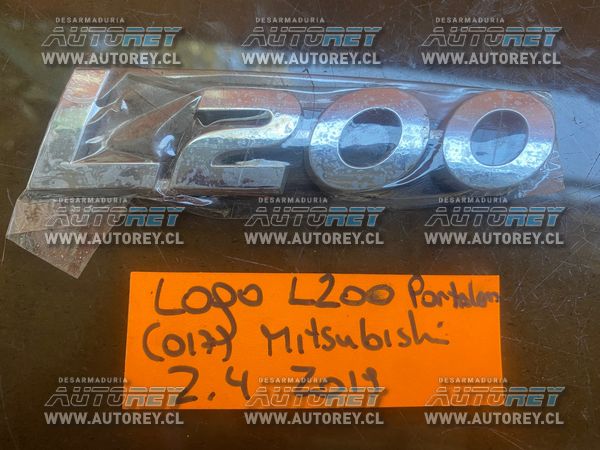 DESARMADURIA
AUTOREY
WWW.AUTOREY.CL
L200
LOGO L200 Portalon
(017) Mitsubishi
2.4 2019